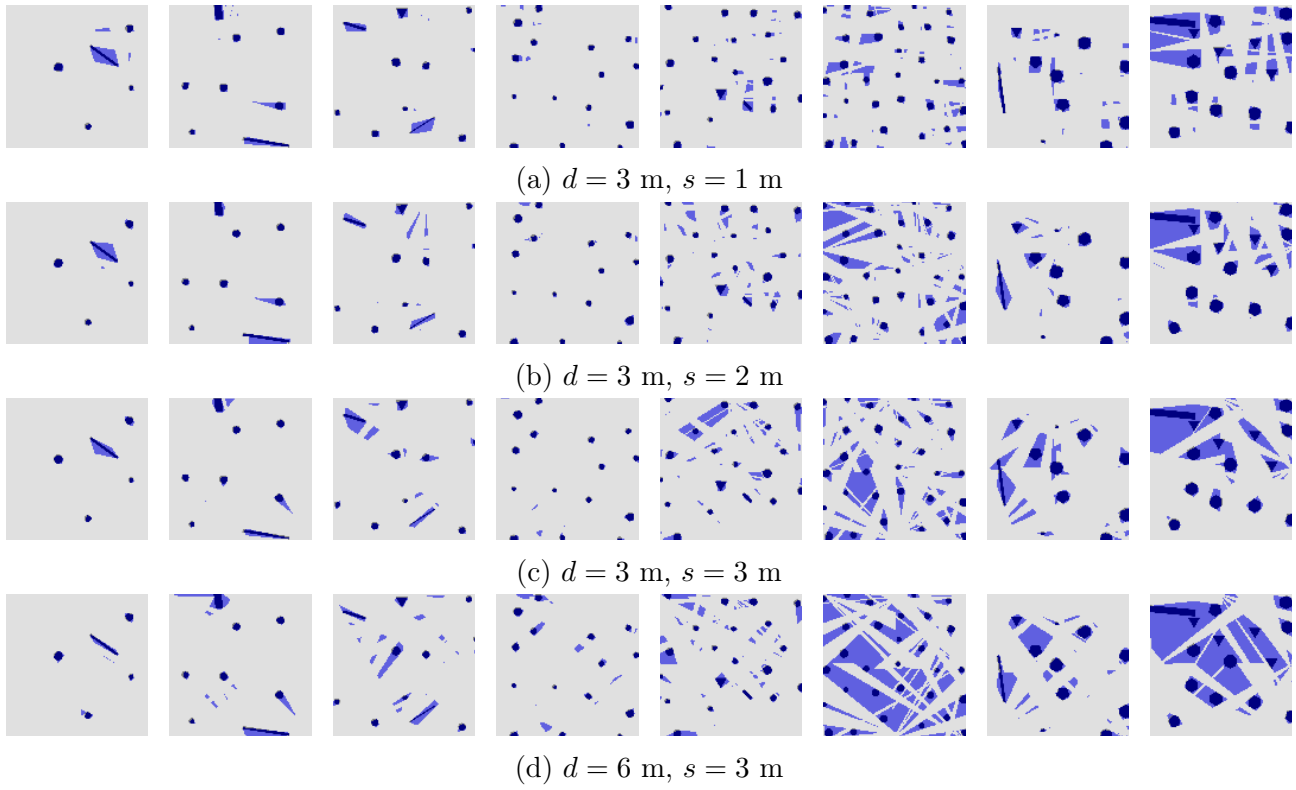 (a) d = 3 m, s = 1 m
(b) d = 3 m, s = 2 m
(c) d = 3 m, s = 3 m
(d) d = 6 m, s = 3 m